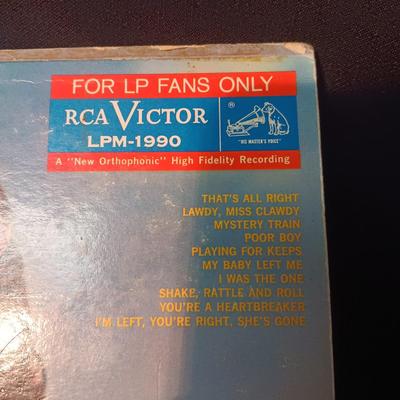 FOR LP FANS ONLY
RCA VICTOR
®
LPM-1990
"HIS MASTER'S VOICE"
A "New Orthophonic" High Fidelity Recording
THAT'S ALL RIGHT
LAWDY, MISS CLAWDY
MYSTERY TRAIN
POOR BOY
PLAYING FOR KEEPS
MY BABY LEFT ME
I WAS THE ONE
SHAKE, RATTLE AND ROLL
YOU'RE A HEARTBREAKER
I'M LEFT, YOU'RE RIGHT, SHE'S GONE